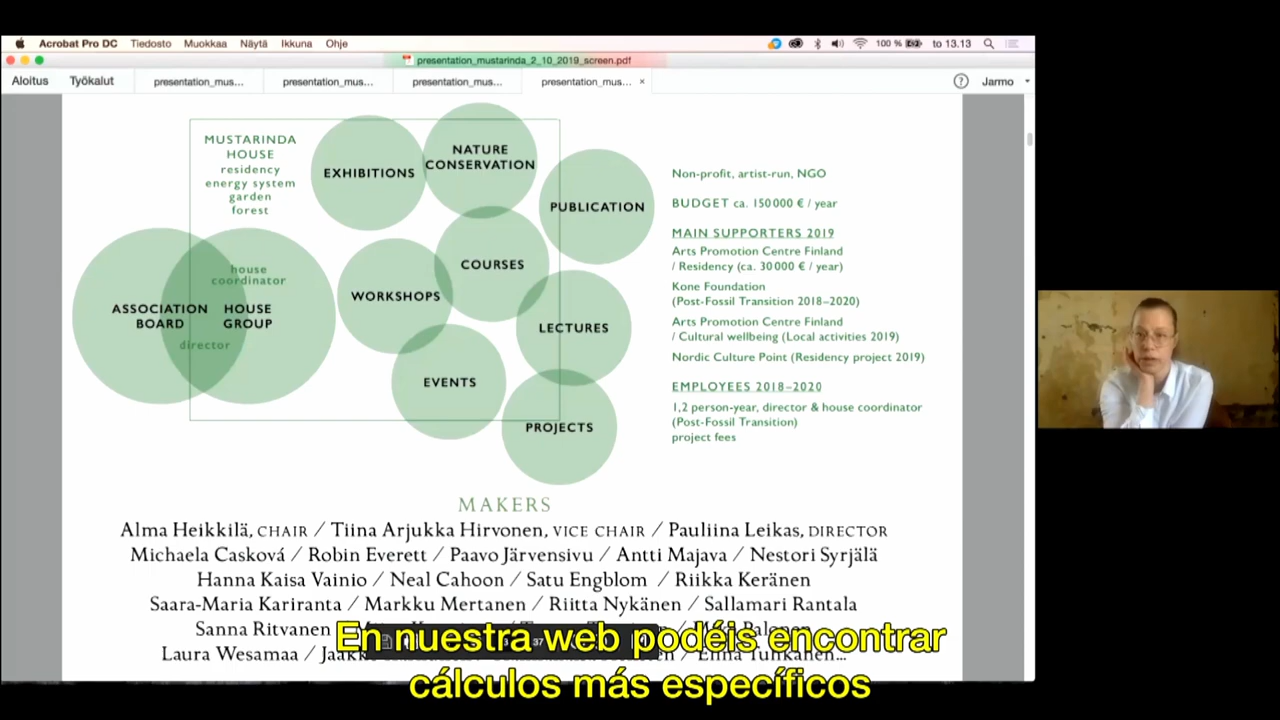 Acrobat Pro DC Tiedosto Muokkaa Näytä Ikkuna Ohje 100 % to 13.13
presentation_mustarinda_2_10_2019_screen.pdf
Aloitus Työkalut presentation_mus... presentation_mus... presentation_mus... presentation_mus... × ? Jarmo
MUSTARINDA
HOUSE
residency
energy system
garden
forest
EXHIBITIONS
NATURE
CONSERVATION
PUBLICATION
COURSES
WORKSHOPS
LECTURES
EVENTS
PROJECTS
house
coordinator
ASSOCIATION
BOARD
HOUSE
GROUP
director
Non-profit, artist-run, NGO
BUDGET ca. 150 000 € / year
MAIN SUPPORTERS 2019
Arts Promotion Centre Finland
/ Residency (ca. 30 000 € / year)
Kone Foundation
(Post-Fossil Transition 2018–2020)
Arts Promotion Centre Finland
/ Cultural wellbeing (Local activities 2019)
Nordic Culture Point (Residency project 2019)
EMPLOYEES 2018–2020
1,2 person-year, director & house coordinator
(Post-Fossil Transition)
project fees
MAKERS
Alma Heikkilä, CHAIR / Tiina Arjukka Hirvonen, VICE CHAIR / Pauliina Leikas, DIRECTOR
Michaela Casková / Robin Everett / Paavo Järvensivu / Antti Majava / Nestori Syrjälä
Hanna Kaisa Vainio / Neal Cahoon / Satu Engblom / Riikka Keränen
Saara-Maria Kariranta / Markku Mertanen / Riitta Nykänen / Sallamari Rantala
Sanna Ritvanen
Laura Wesamaa
En nuestra web podéis encontrar
cálculos más específicos